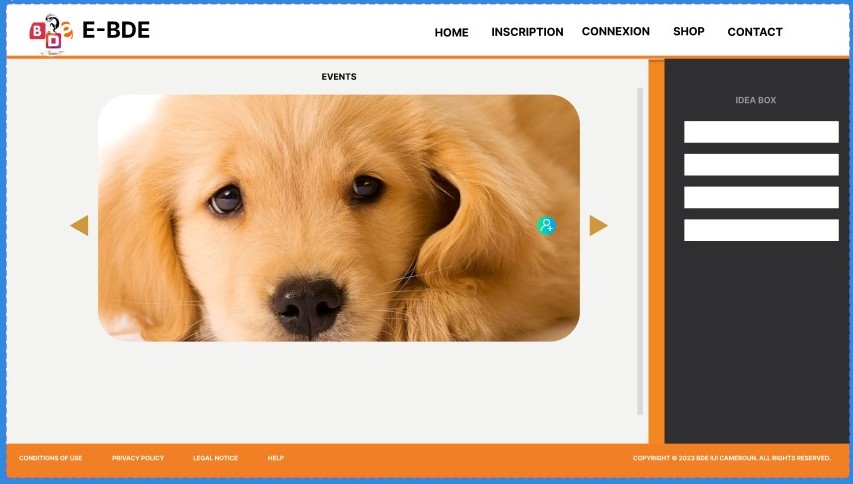 B
D
e
E-BDE
HOME INSCRIPTION CONNEXION SHOP CONTACT
EVENTS
IDEA BOX
CONDITIONS OF USE PRIVACY POLICY LEGAL NOTICE HELP
COPYRIGHT © 2023 BDE IUI CAMEROUN. ALL RIGHTS RESERVED.